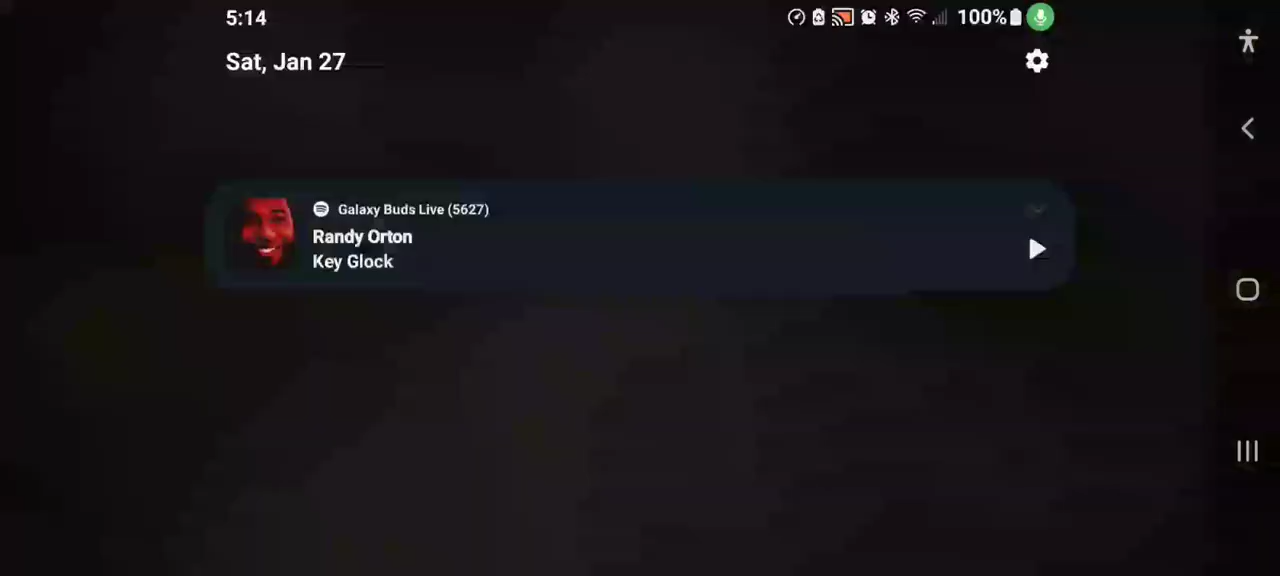 5:14
100%
Sat, Jan 27
Galaxy Buds Live (5627)
Randy Orton
Key Glock